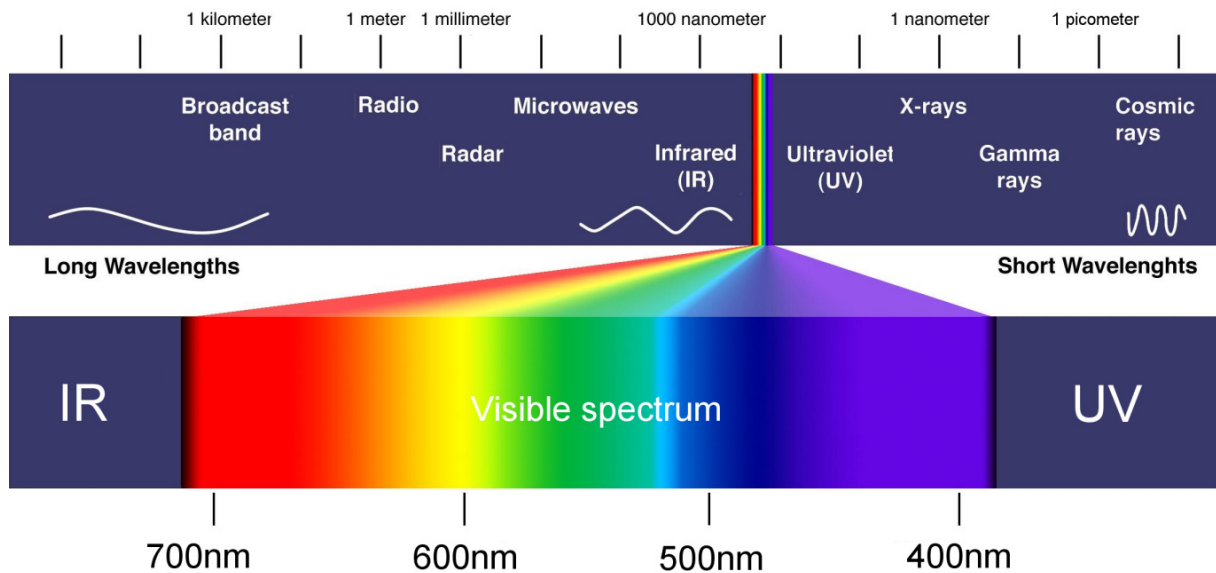 1 kilometer
1 meter
1 millimeter
1000 nanometer
1 nanometer
1 picometer
Broadcast
band
Radio
Radar
Microwaves
Infrared
(IR)
Ultraviolet
(UV)
X-rays
Gamma
rays
Cosmic
rays
Long Wavelengths
Short Wavelenghts
IR
Visible spectrum
UV
700nm
600nm
500nm
400nm